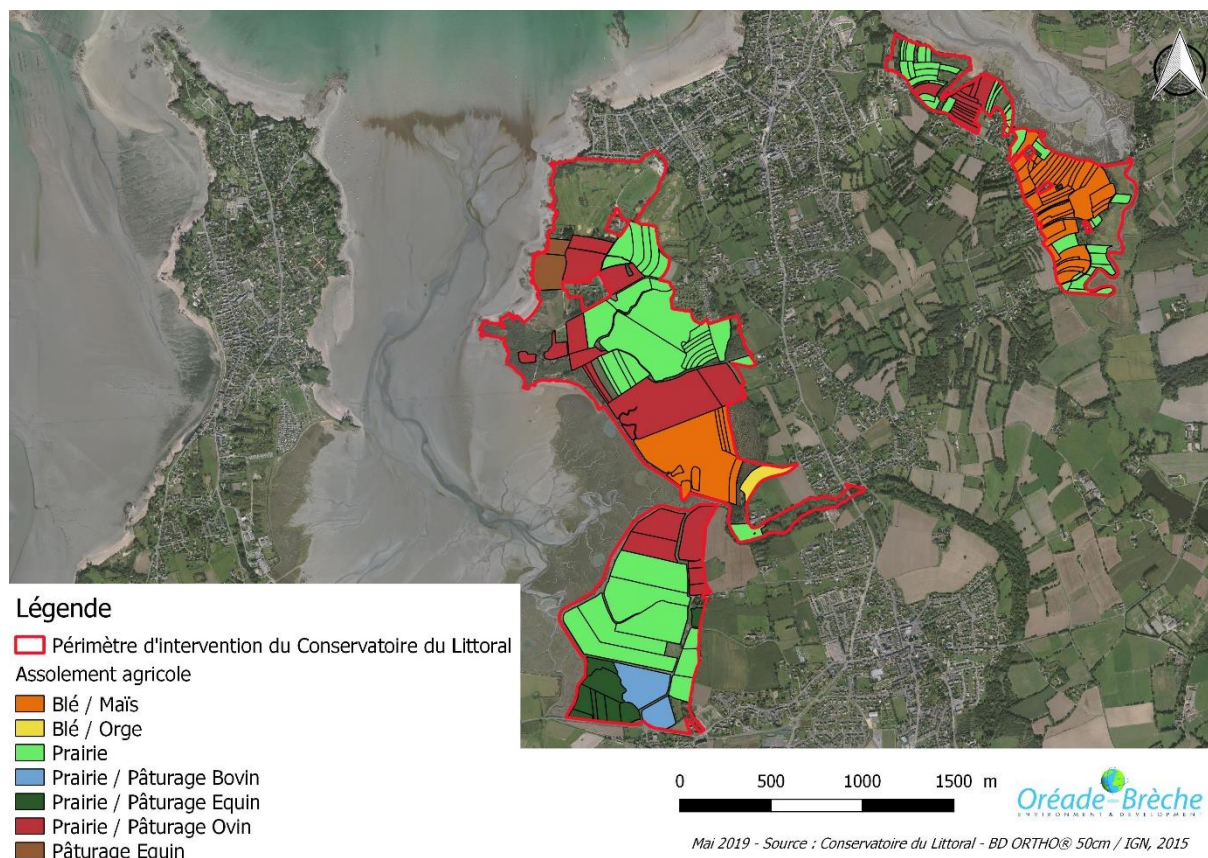 Légende
Périmètre d'intervention du Conservatoire du Littoral
Assolement agricole
Blé / Maïs
Blé / Orge
Prairie
Prairie / Pâturage Bovin
Prairie / Pâturage Equin
Prairie / Pâturage Ovin
Pâturage Equin
0 500 1000 1500 m
Oréade-Brèche
ENVIRONMENT & DEVELOPMENT
Mai 2019 - Source : Conservatoire du Littoral - BD ORTHO® 50cm / IGN, 2015